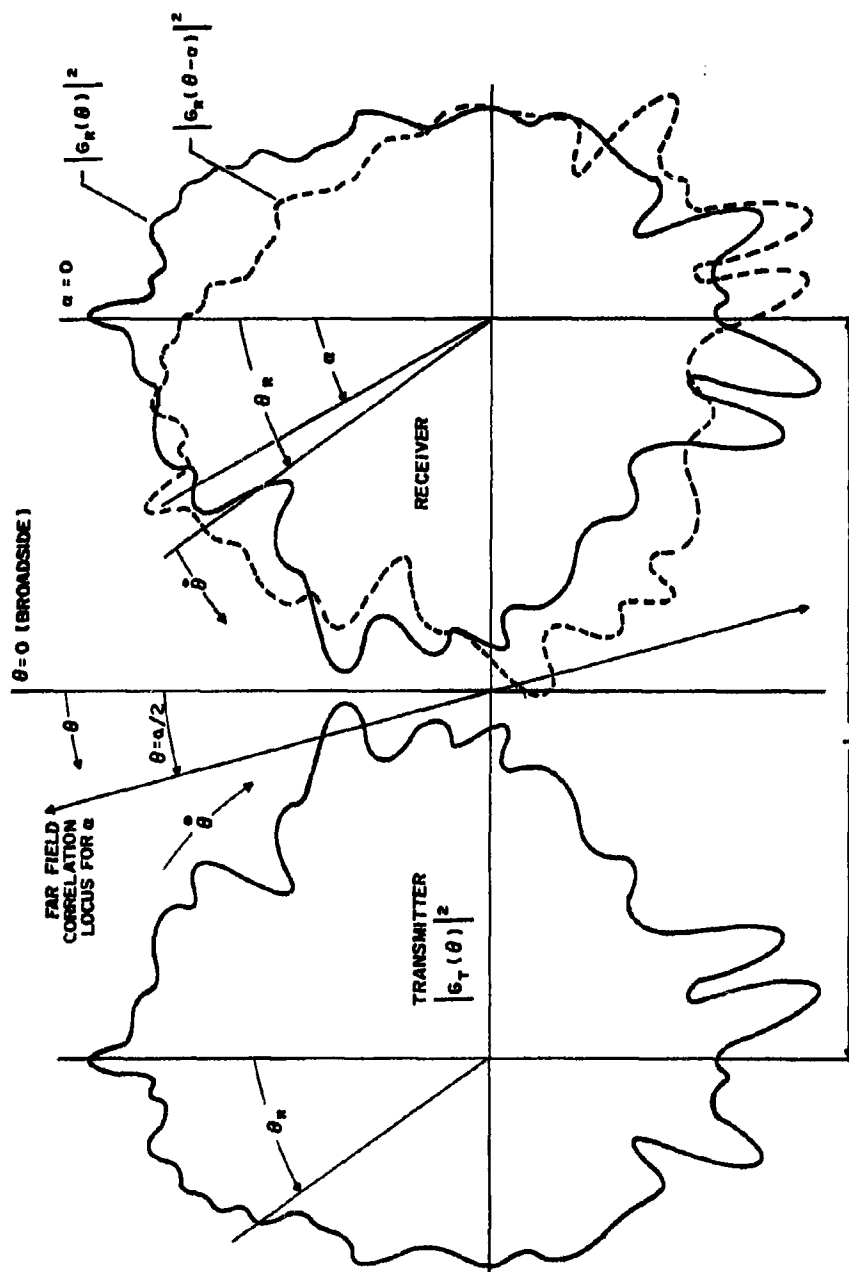 |G_R(θ)|²
|G_R(θ-α)|²
α=0
θ=0 (BROADSIDE)
θ
θ=α/2
FAR FIELD
CORRELATION
LOCUS FOR α
θ̇
θ̇
θ_R
α
RECEIVER
TRANSMITTER
|G_T(θ)|²
θ_R